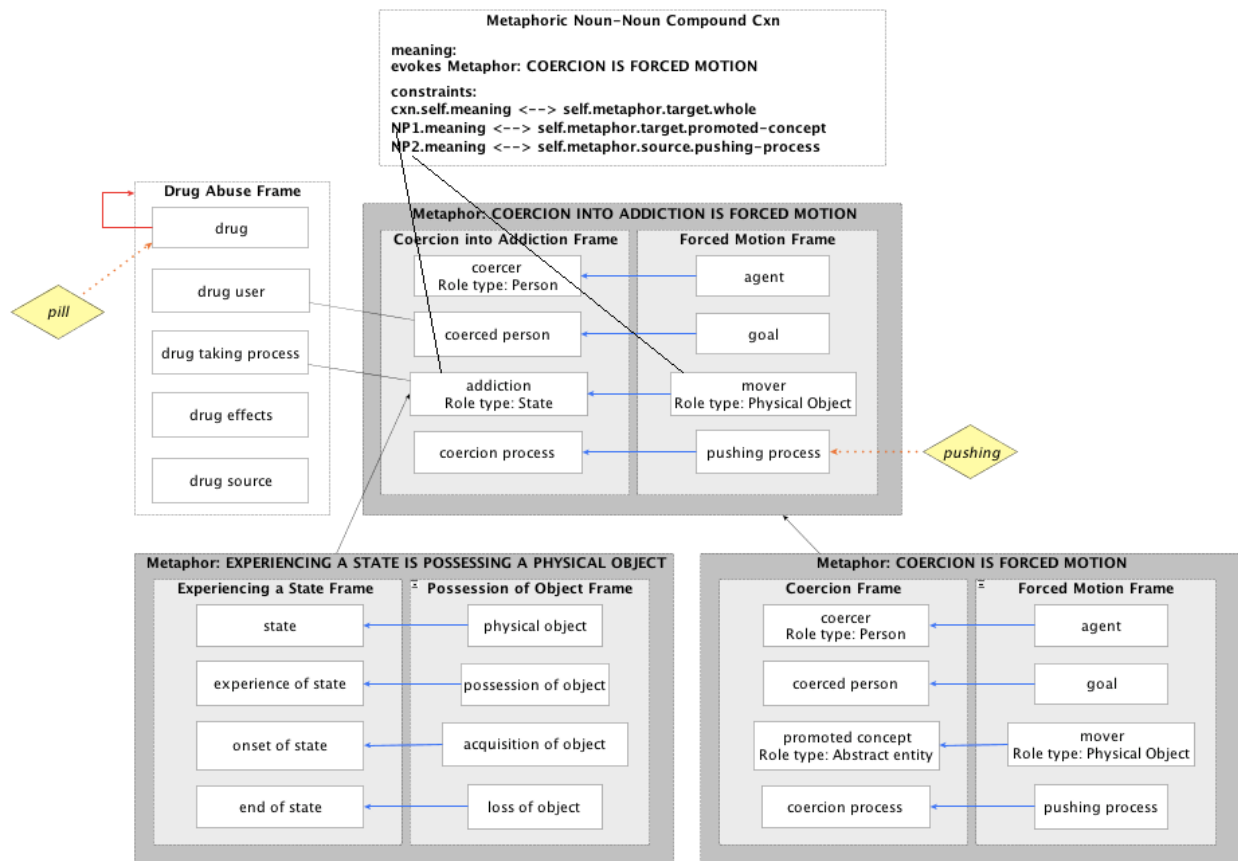 Metaphoric Noun-Noun Compound Cxn
meaning:
evokes Metaphor: COERCION IS FORCED MOTION
constraints:
cxn.self.meaning <--> self.metaphor.target.whole
NP1.meaning <--> self.metaphor.target.promoted-concept
NP2.meaning <--> self.metaphor.source.pushing-process
Drug Abuse Frame
drug
drug user
drug taking process
drug effects
drug source
pill
Metaphor: COERCION INTO ADDICTION IS FORCED MOTION
Coercion into Addiction Frame
Forced Motion Frame
coercer
Role type: Person
agent
coerced person
goal
addiction
Role type: State
mover
Role type: Physical Object
coercion process
pushing process
pushing
Metaphor: EXPERIENCING A STATE IS POSSESSING A PHYSICAL OBJECT
Experiencing a State Frame
Possession of Object Frame
state
physical object
experience of state
possession of object
onset of state
acquisition of object
end of state
loss of object
Metaphor: COERCION IS FORCED MOTION
Coercion Frame
Forced Motion Frame
coercer
Role type: Person
agent
coerced person
goal
promoted concept
Role type: Abstract entity
mover
Role type: Physical Object
coercion process
pushing process